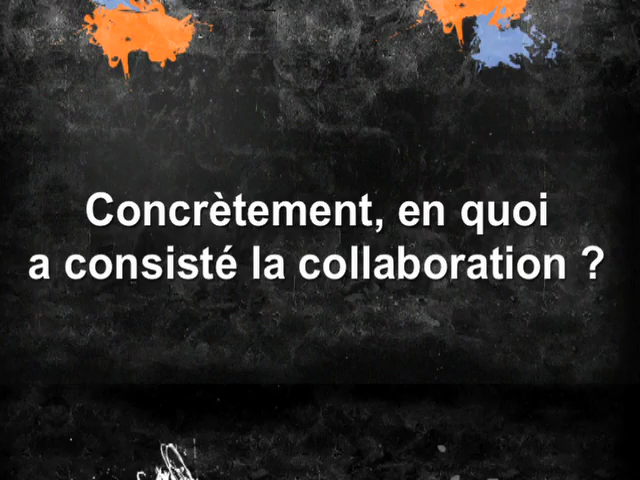 Concrètement, en quoi
a consisté la collaboration ?